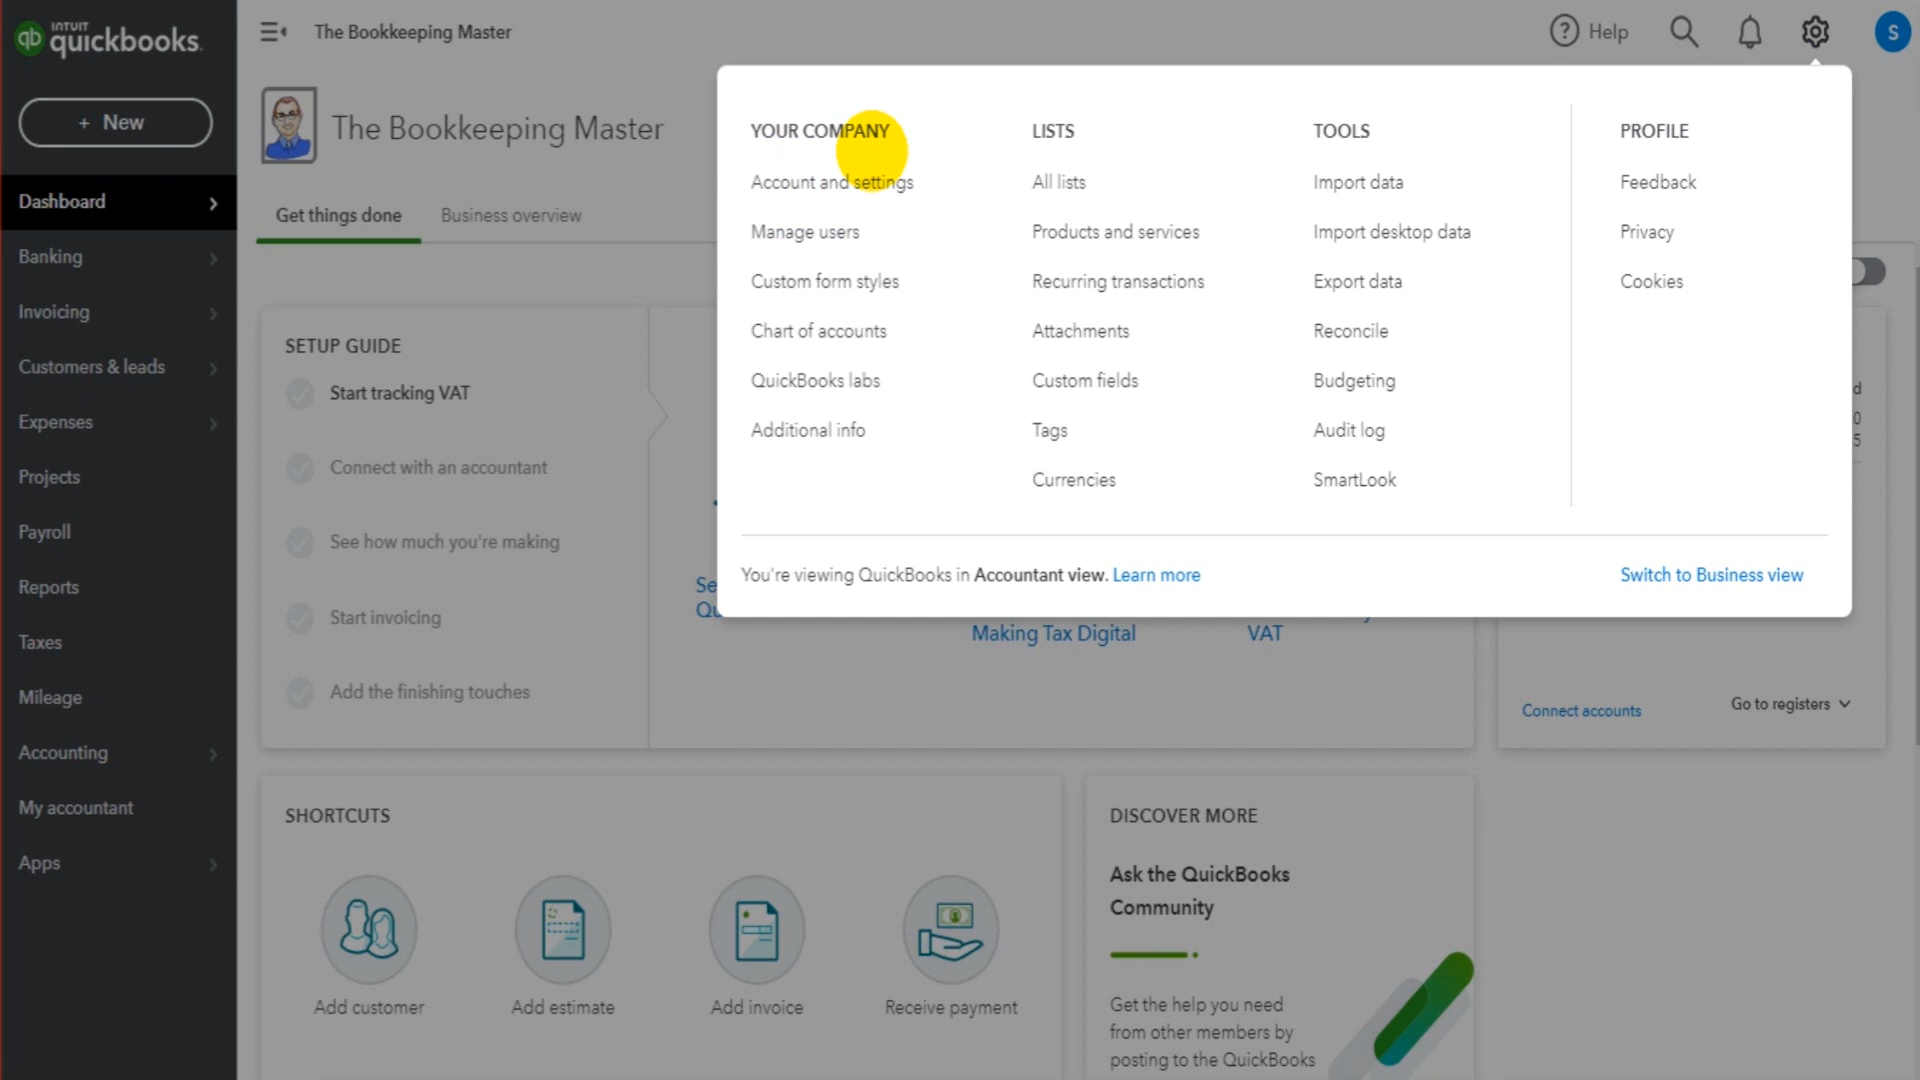 INTUIT
qb quickbooks.
The Bookkeeping Master
Help
S
+ New
The Bookkeeping Master
Dashboard
Banking
Invoicing
Customers & leads
Expenses
Projects
Payroll
Reports
Taxes
Mileage
Accounting
My accountant
Apps
Get things done
Business overview
YOUR COMPANY
Account and settings
Manage users
Custom form styles
Chart of accounts
QuickBooks labs
Additional info
LISTS
All lists
Products and services
Recurring transactions
Attachments
Custom fields
Tags
Currencies
TOOLS
Import data
Import desktop data
Export data
Reconcile
Budgeting
Audit log
SmartLook
PROFILE
Feedback
Privacy
Cookies
You're viewing QuickBooks in Accountant view. Learn more
Switch to Business view
SETUP GUIDE
Start tracking VAT
Connect with an accountant
See how much you're making
Start invoicing
Add the finishing touches
Making Tax Digital
VAT
Connect accounts
Go to registers
SHORTCUTS
Add customer
Add estimate
Add invoice
Receive payment
DISCOVER MORE
Ask the QuickBooks
Community
Get the help you need
from other members by
posting to the QuickBooks